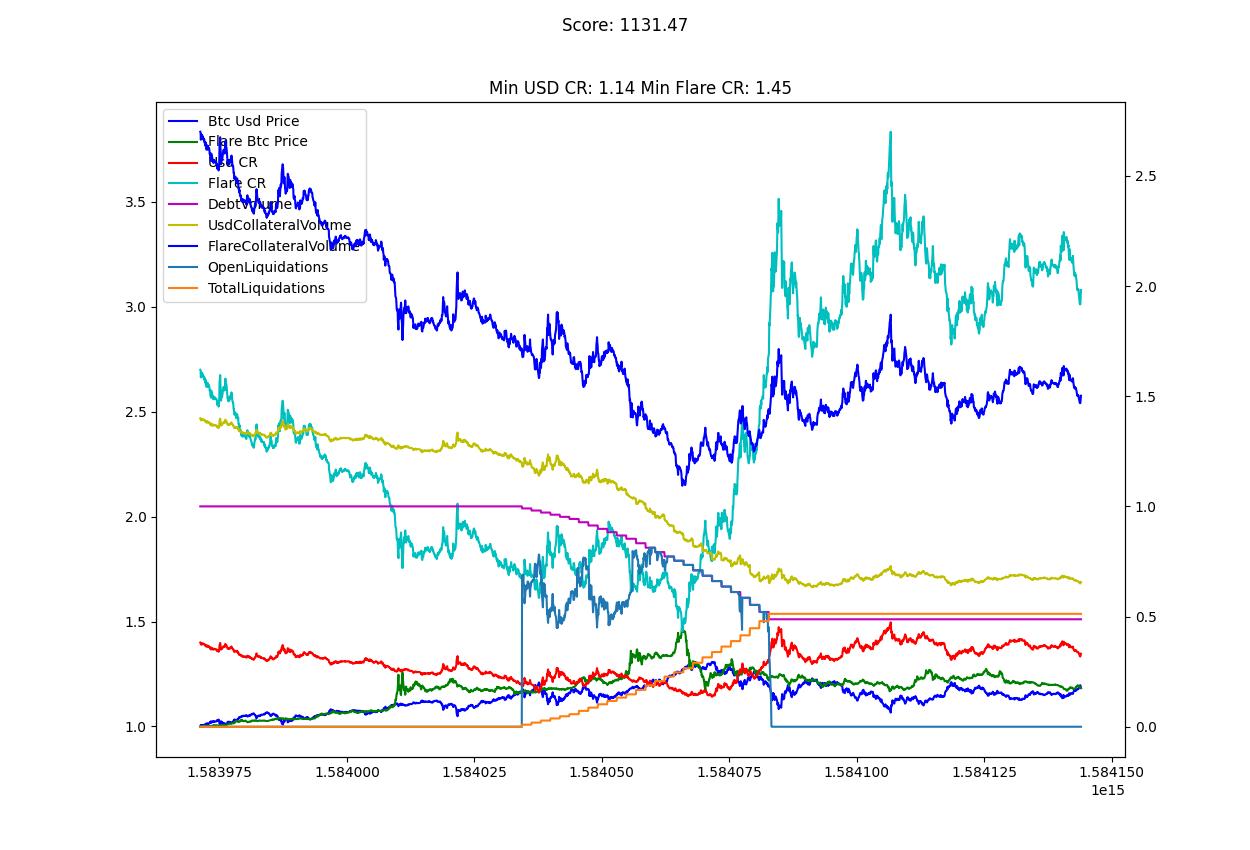 Score: 1131.47
Min USD CR: 1.14 Min Flare CR: 1.45
Btc Usd Price
Flare Btc Price
Usd CR
Flare CR
DebtVolume
UsdCollateralVolume
FlareCollateralVolume
OpenLiquidations
TotalLiquidations
3.5
3.0
2.5
2.0
1.5
1.0
2.5
2.0
1.5
1.0
0.5
0.0
1.583975
1.584000
1.584025
1.584050
1.584075
1.584100
1.584125
1.584150
1e15